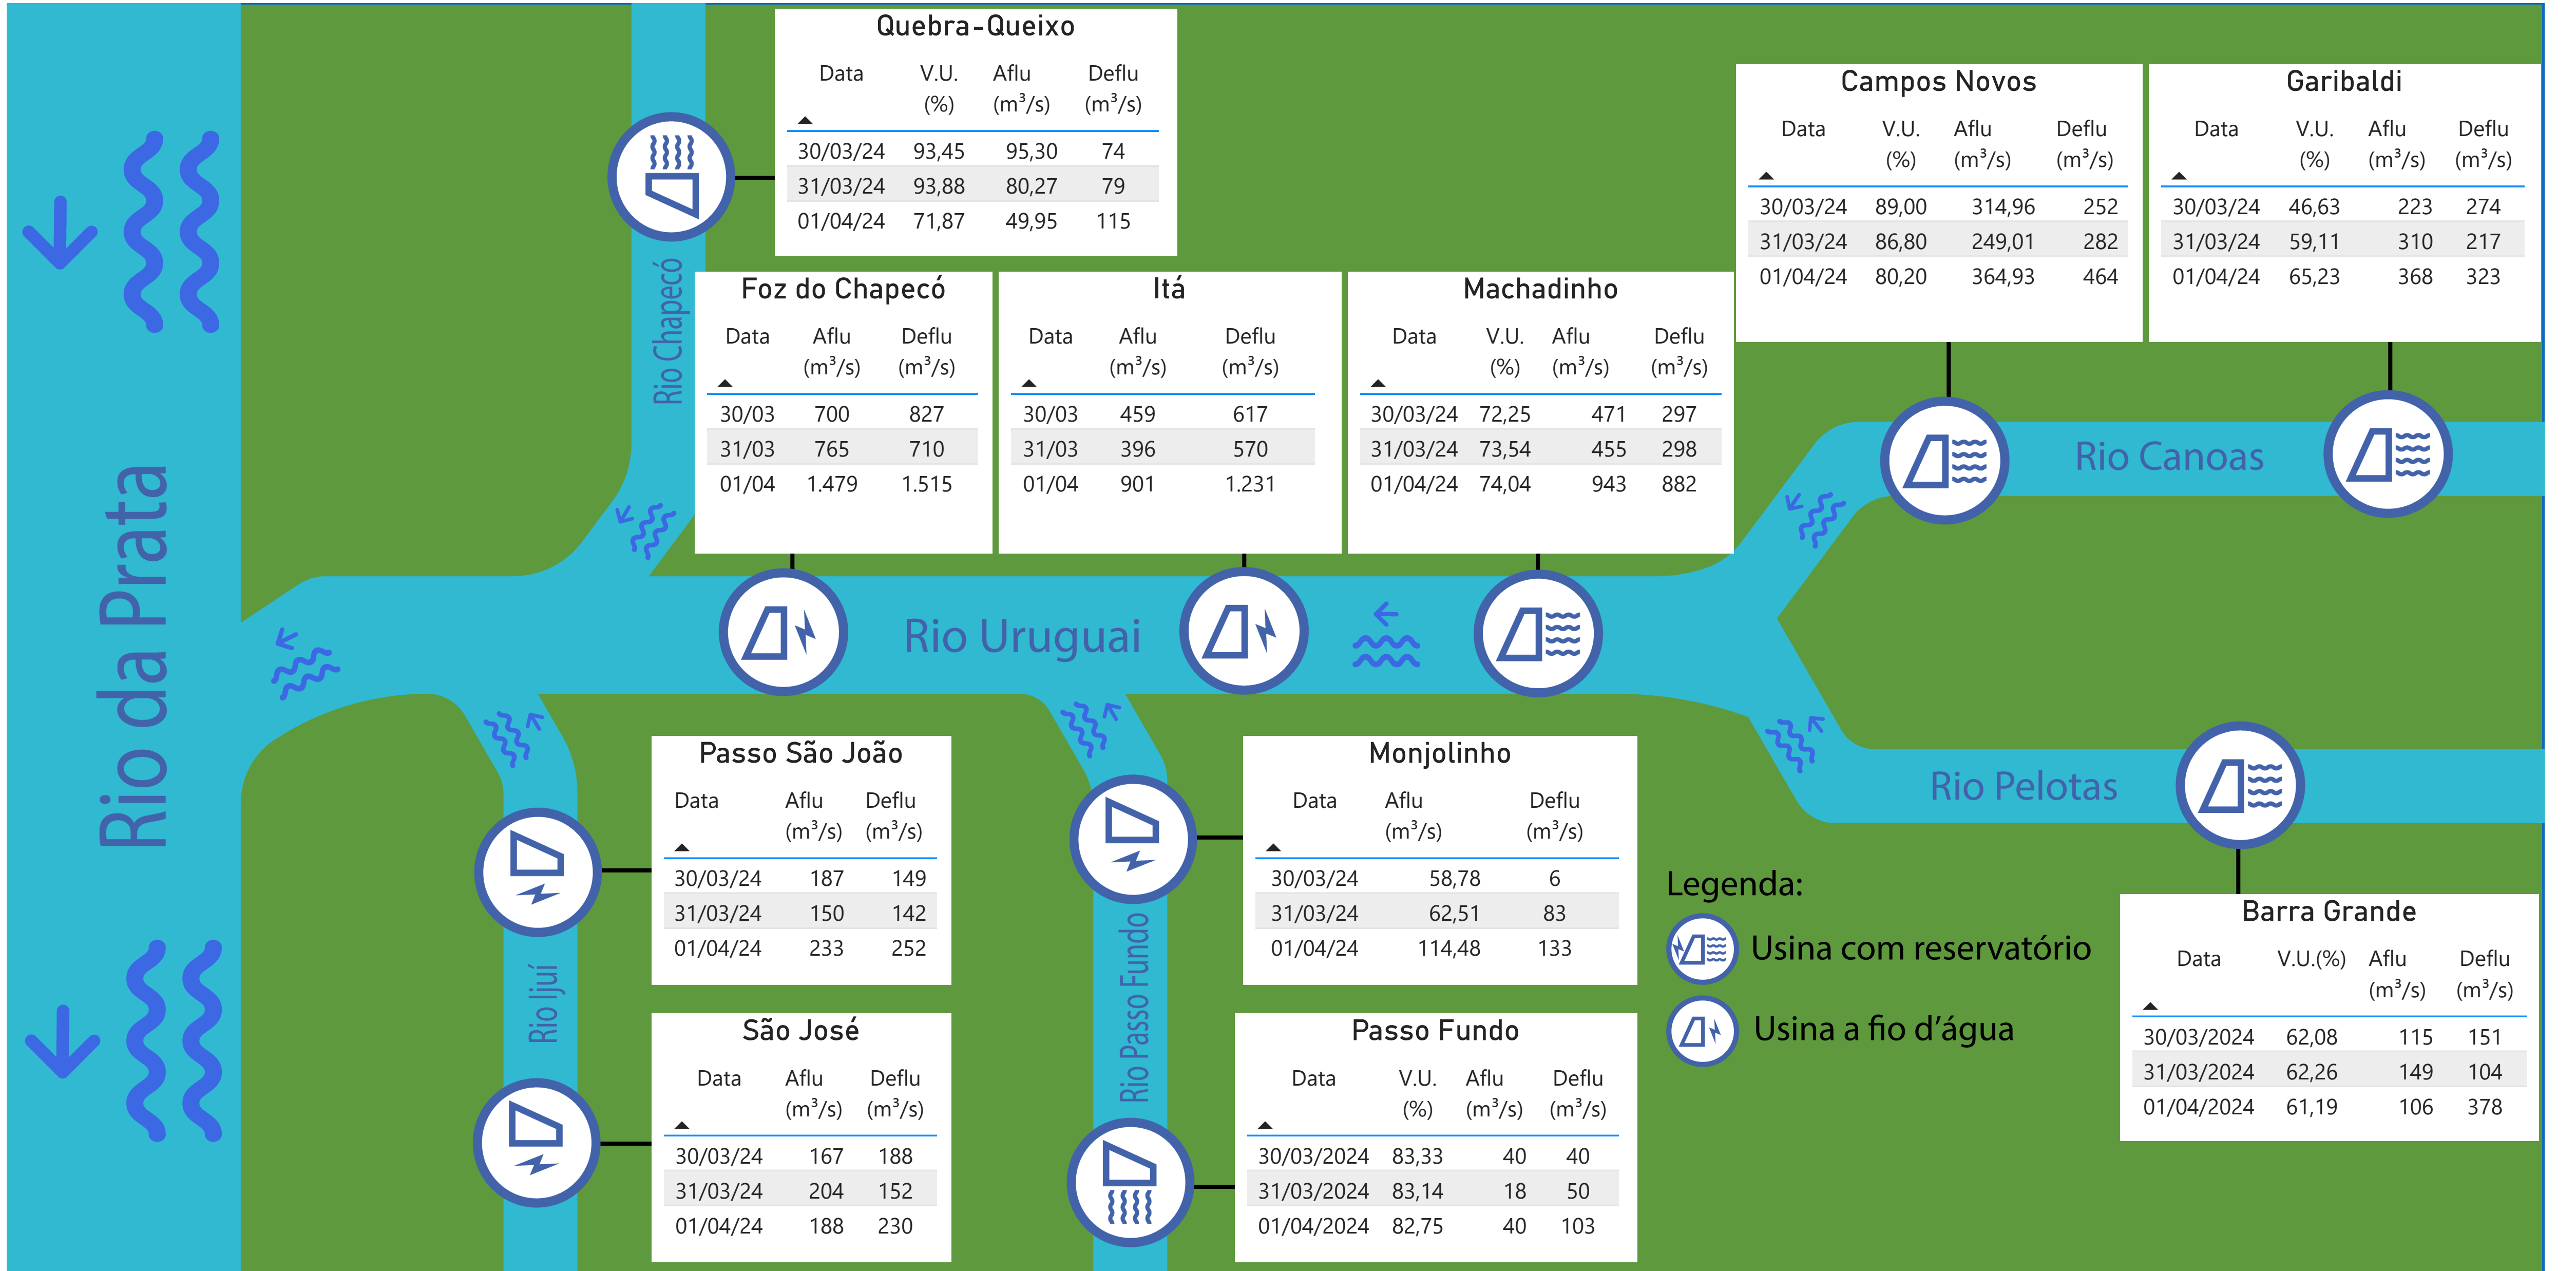 Quebra-Queixo
Data V.U. (%) Aflu (m³/s) Deflu (m³/s)
30/03/24 93,45 95,30 74
31/03/24 93,88 80,27 79
01/04/24 71,87 49,95 115
Campos Novos
Data V.U. (%) Aflu (m³/s) Deflu (m³/s)
30/03/24 89,00 314,96 252
31/03/24 86,80 249,01 282
01/04/24 80,20 364,93 464
Garibaldi
Data V.U. (%) Aflu (m³/s) Deflu (m³/s)
30/03/24 46,63 223 274
31/03/24 59,11 310 217
01/04/24 65,23 368 323
Rio Chapecó
Foz do Chapecó
Data Aflu (m³/s) Deflu (m³/s)
30/03 700 827
31/03 765 710
01/04 1.479 1.515
Itá
Data Aflu (m³/s) Deflu (m³/s)
30/03 459 617
31/03 396 570
01/04 901 1.231
Machadinho
Data V.U. (%) Aflu (m³/s) Deflu (m³/s)
30/03/24 72,25 471 297
31/03/24 73,54 455 298
01/04/24 74,04 943 882
Rio Canoas
Rio da Prata
Rio Uruguai
Rio Pelotas
Passo São João
Data Aflu (m³/s) Deflu (m³/s)
30/03/24 187 149
31/03/24 150 142
01/04/24 233 252
Monjolinho
Data Aflu (m³/s) Deflu (m³/s)
30/03/24 58,78 6
31/03/24 62,51 83
01/04/24 114,48 133
Legenda:
Usina com reservatório
Usina a fio d'água
Barra Grande
Data V.U.(%) Aflu (m³/s) Deflu (m³/s)
30/03/2024 62,08 115 151
31/03/2024 62,26 149 104
01/04/2024 61,19 106 378
Rio Ijuí
São José
Data Aflu (m³/s) Deflu (m³/s)
30/03/24 167 188
31/03/24 204 152
01/04/24 188 230
Rio Passo Fundo
Passo Fundo
Data V.U. (%) Aflu (m³/s) Deflu (m³/s)
30/03/2024 83,33 40 40
31/03/2024 83,14 18 50
01/04/2024 82,75 40 103